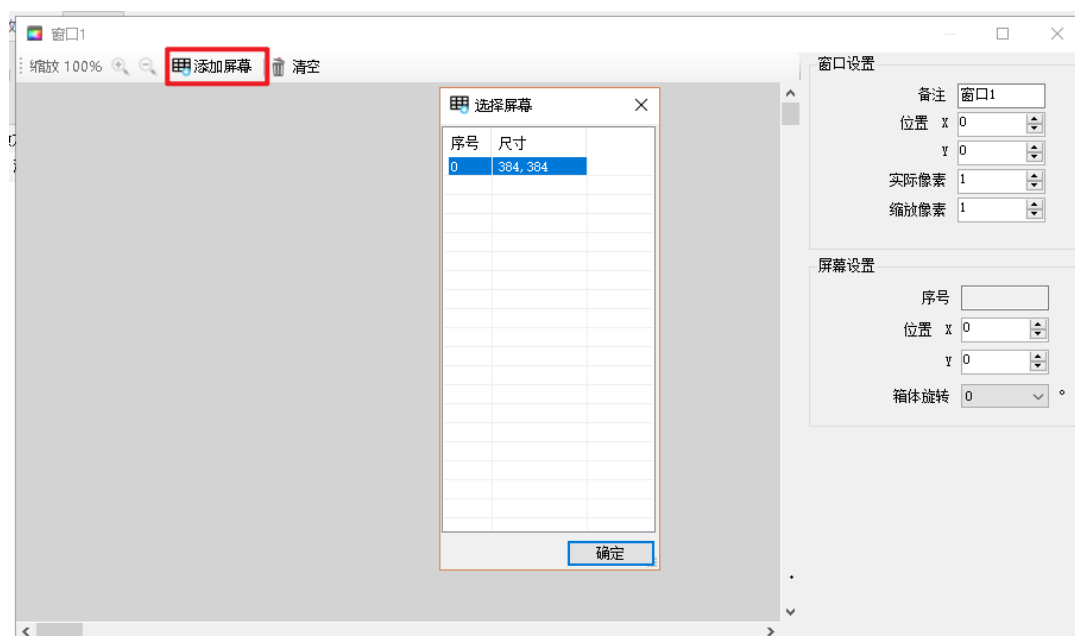 窗口1
缩放 100% 添加屏幕 清空
选择屏幕
序号 尺寸
0 384, 384
确定
窗口设置
备注 窗口1
位置 X 0
Y 0
实际像素 1
缩放像素 1
屏幕设置
序号
位置 X 0
Y 0
箱体旋转 0 °